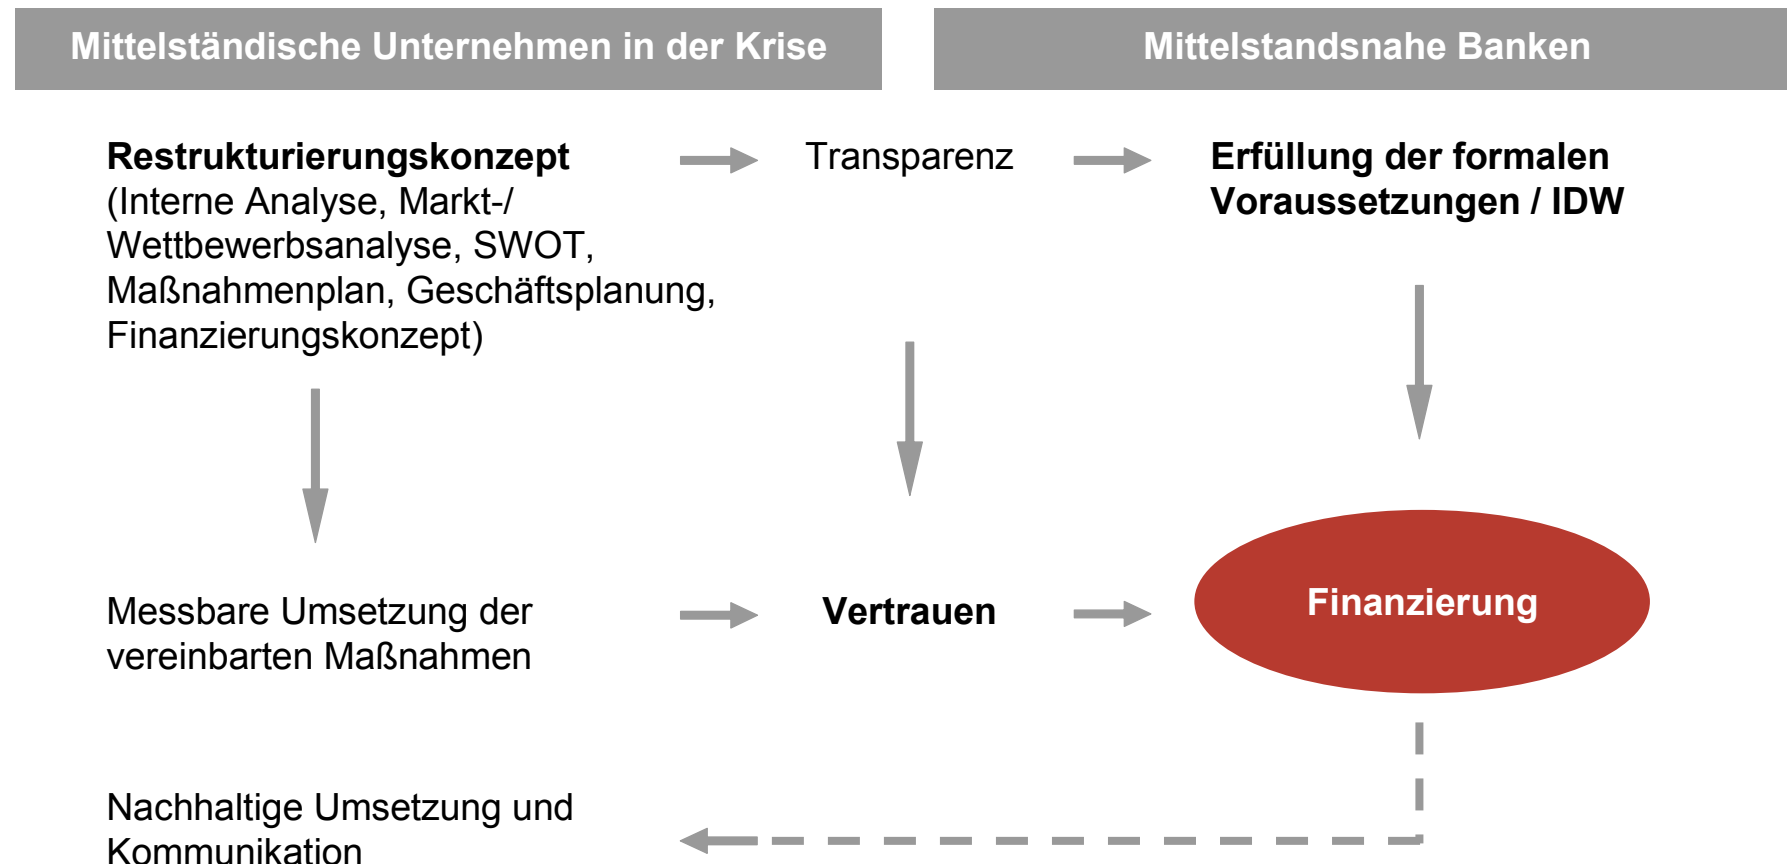 Mittelständische Unternehmen in der Krise
Mittelstandsnahe Banken
Restrukturierungskonzept
(Interne Analyse, Markt-/
Wettbewerbsanalyse, SWOT,
Maßnahmenplan, Geschäftsplanung,
Finanzierungskonzept)
Transparenz
Erfüllung der formalen
Voraussetzungen / IDW
Messbare Umsetzung der
vereinbarten Maßnahmen
Vertrauen
Finanzierung
Nachhaltige Umsetzung und
Kommunikation